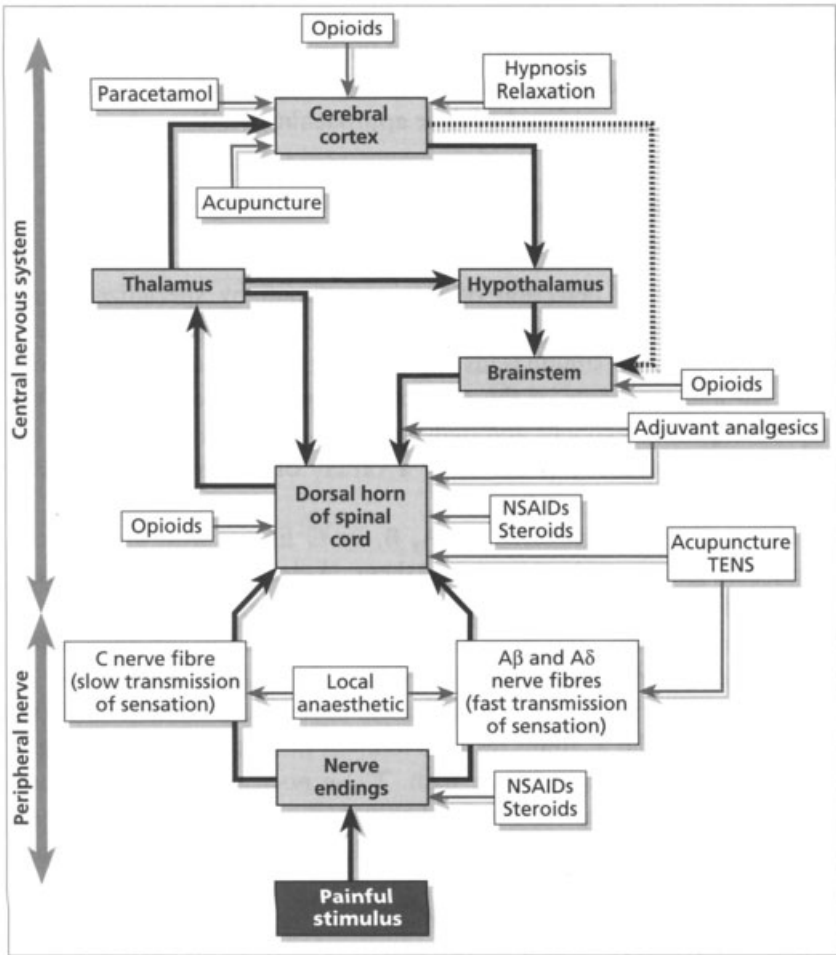 Opioids
Hypnosis
Relaxation
Paracetamol
Cerebral
cortex
Acupuncture
Central nervous system
Thalamus
Hypothalamus
Brainstem
Opioids
Adjuvant analgesics
Dorsal horn
of spinal
cord
Opioids
NSAIDs
Steroids
Acupuncture
TENS
Peripheral nerve
C nerve fibre
(slow transmission
of sensation)
Local
anaesthetic
Aβ and Aδ
nerve fibres
(fast transmission
of sensation)
Nerve
endings
NSAIDs
Steroids
Painful
stimulus